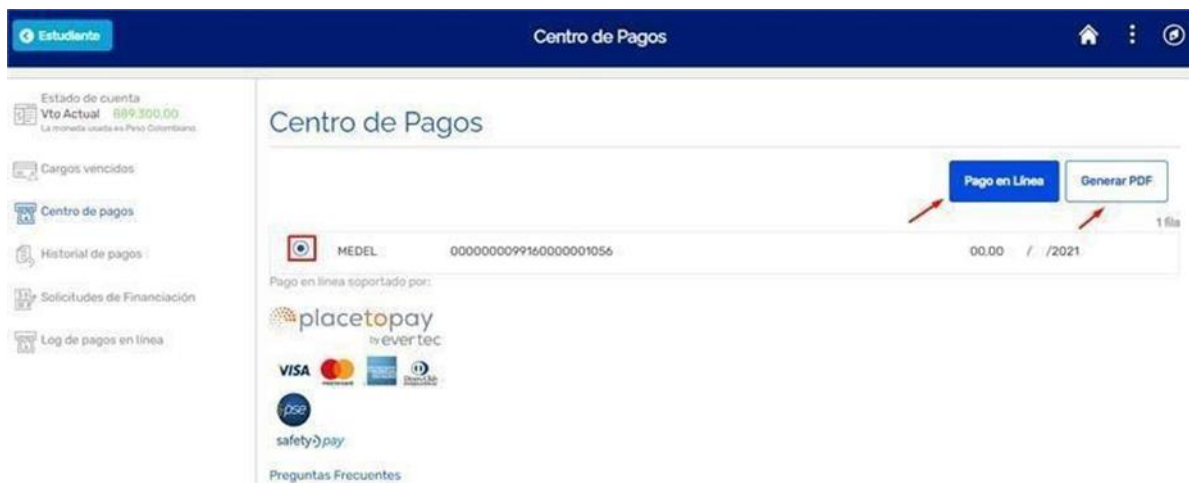 Estudiante
Centro de Pagos
Estado de cuenta
Vto Actual 889.300,00
La moneda usada es Peso Colombiano
Cargos vencidos
Centro de pagos
Historial de pagos
Solicitudes de Financiación
Log de pagos en línea
Centro de Pagos
Pago en Línea
Generar PDF
1 fila
MEDEL 0000000099160000001056 00.00 / /2021
Pago en línea soportado por:
placetopay
by evertec
VISA
pse
safetypay
Preguntas Frecuentes